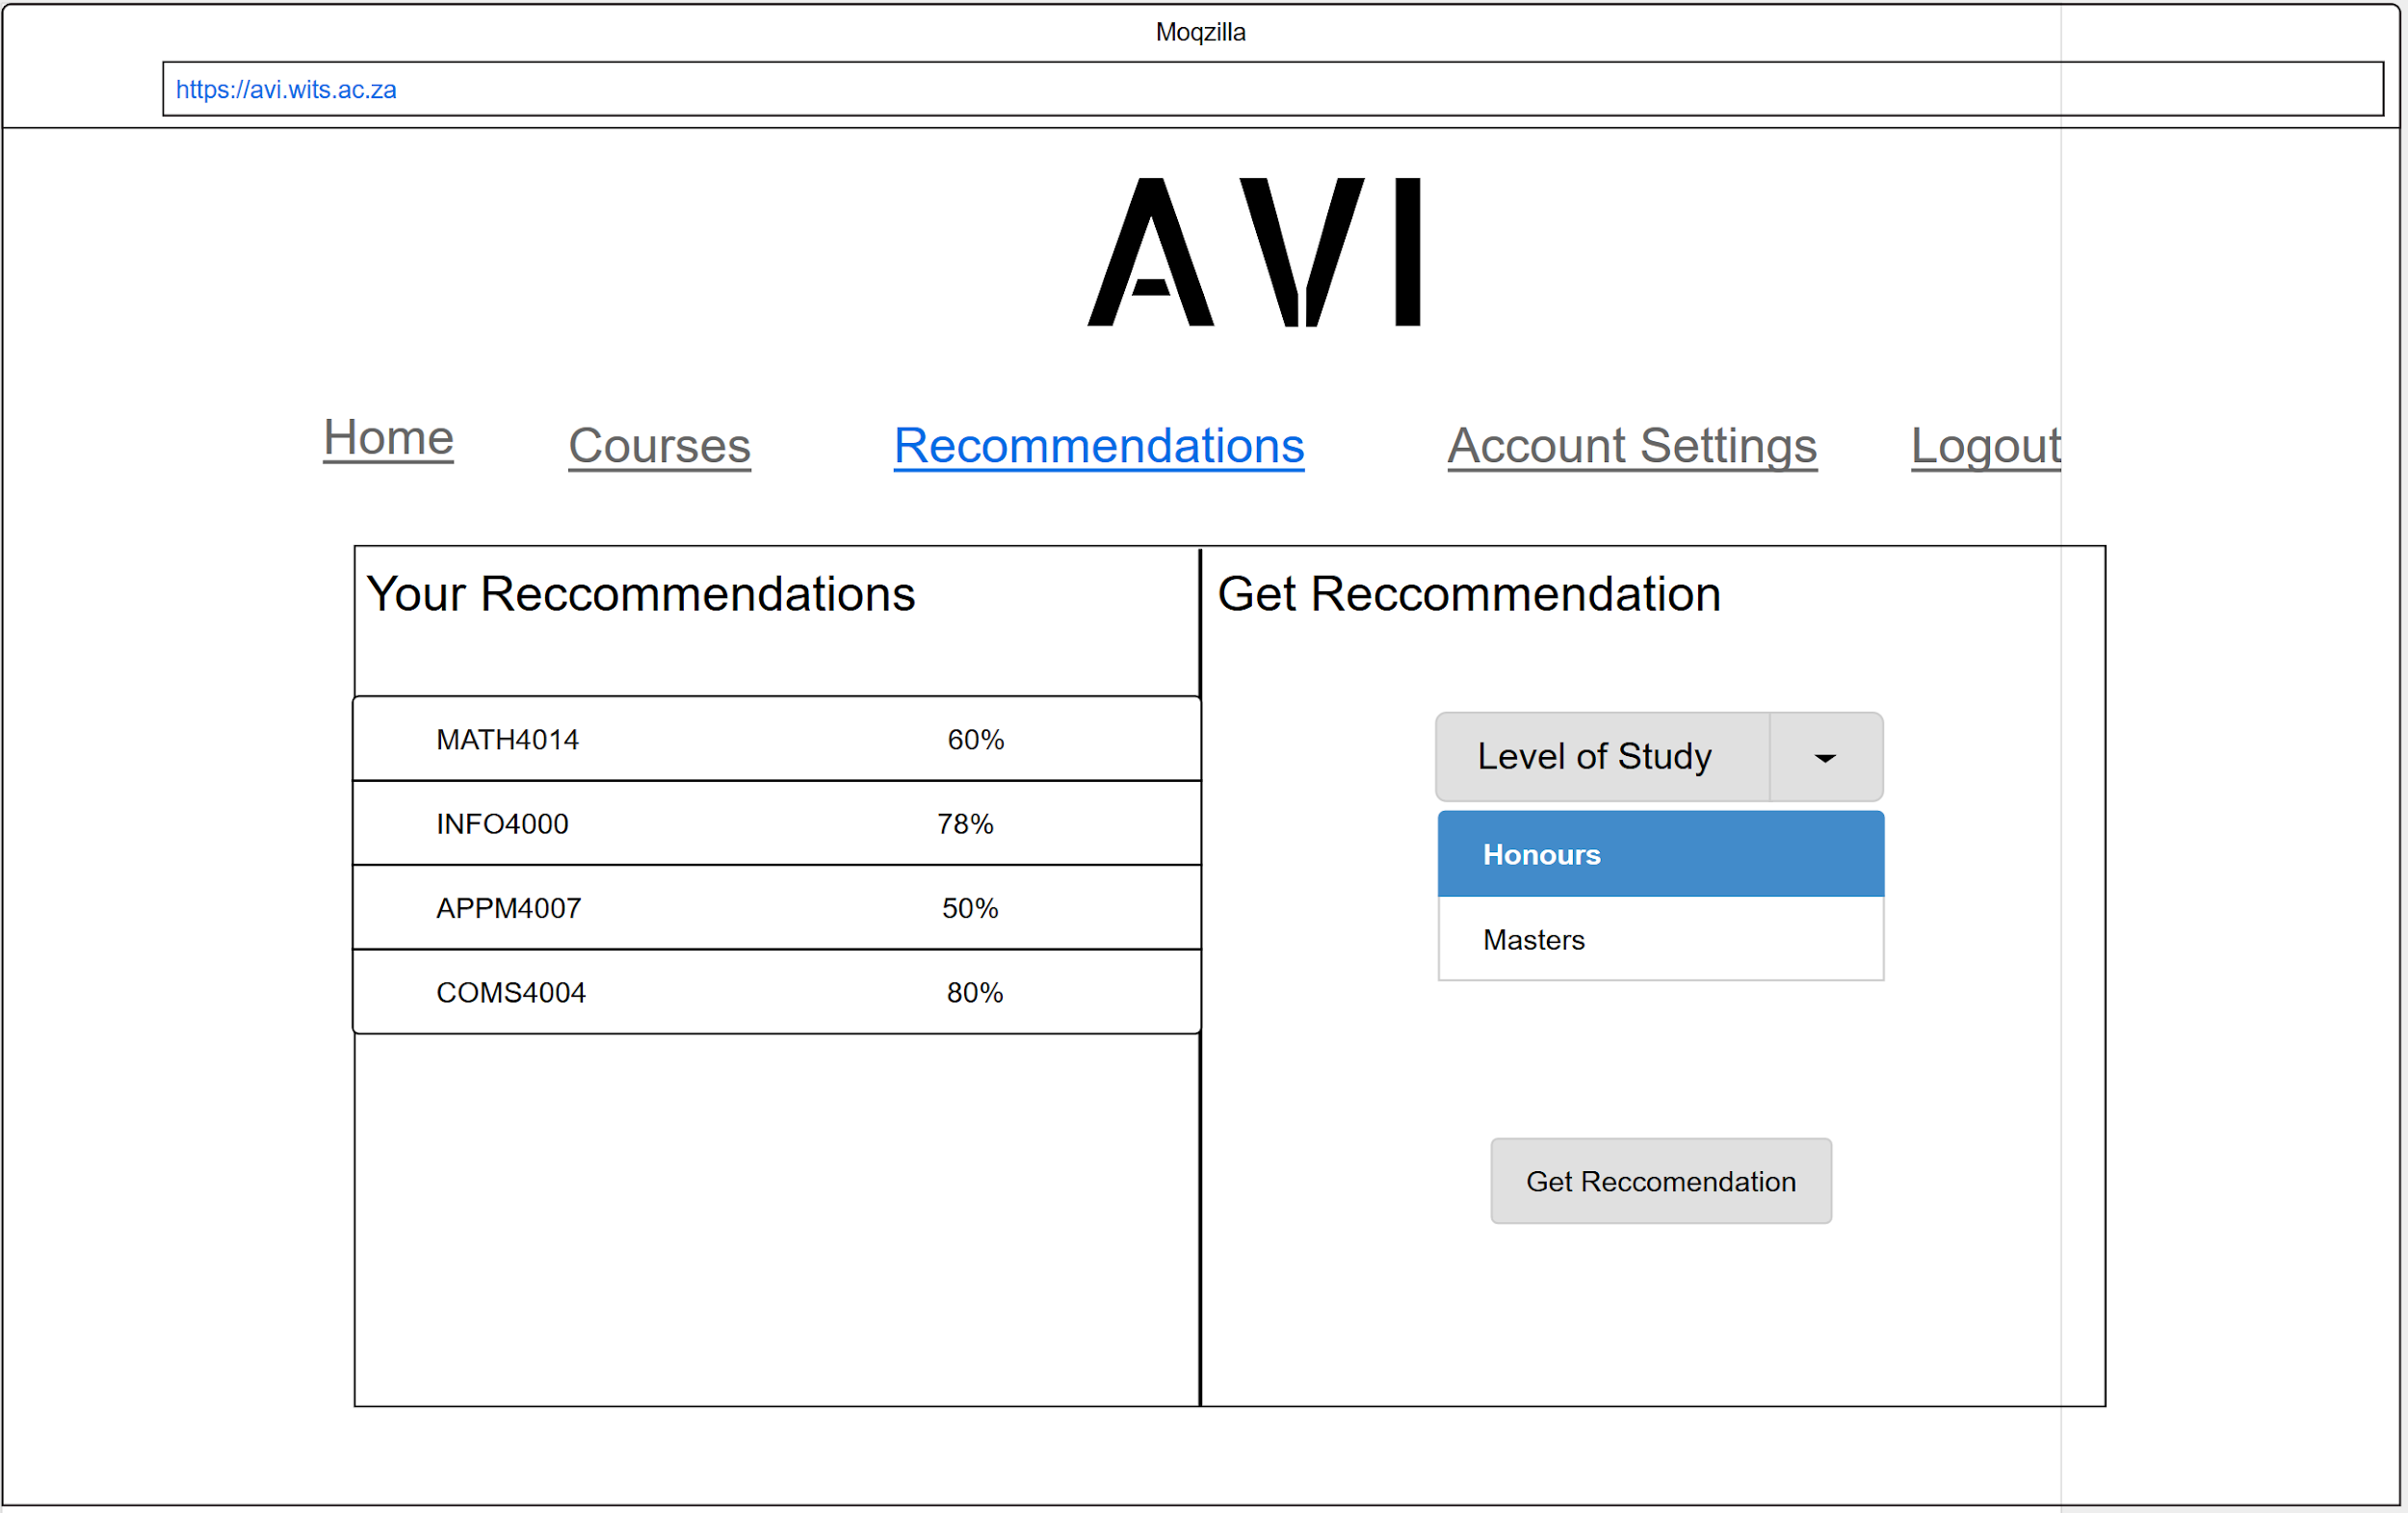 Moqzilla
https://avi.wits.ac.za
AVI
Home Courses Recommendations Account Settings Logout
Your Reccommendations
Get Reccommendation
MATH4014 60%
INFO4000 78%
APPM4007 50%
COMS4004 80%
Level of Study
Honours
Masters
Get Reccomendation